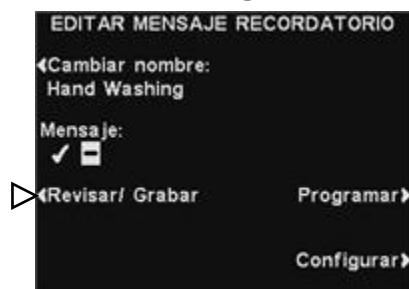 EDITAR MENSAJE RECORDATORIO
Cambiar nombre:
Hand Washing
Mensaje:
Revisar/ Grabar
Programar
Configurar